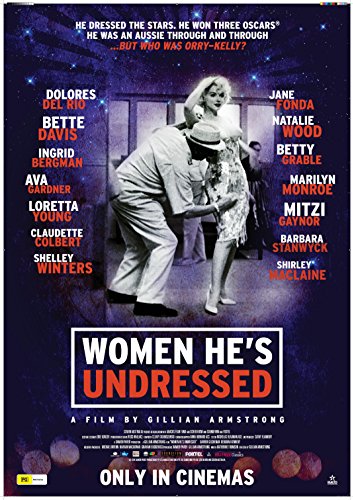 HE DRESSED THE STARS. HE WON THREE OSCARS®
HE WAS AN AUSSIE THROUGH AND THROUGH
...BUT WHO WAS ORRY-KELLY?
DOLORES
DEL RIO
BETTE
DAVIS
INGRID
BERGMAN
AVA
GARDNER
LORETTA
YOUNG
CLAUDETTE
COLBERT
SHELLEY
WINTERS
JANE
FONDA
NATALIE
WOOD
BETTY
GRABLE
MARILYN
MONROE
MITZI
GAYNOR
BARBARA
STANWYCK
SHIRLEY
MACLAINE
WOMEN HE'S
UNDRESSED
A FILM BY GILLIAN ARMSTRONG
PG
FOXTEL
ONLY IN CINEMAS